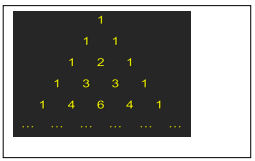 1
1 1
1 2 1
1 3 3 1
1 4 6 4 1
... ... ... ... ... ...